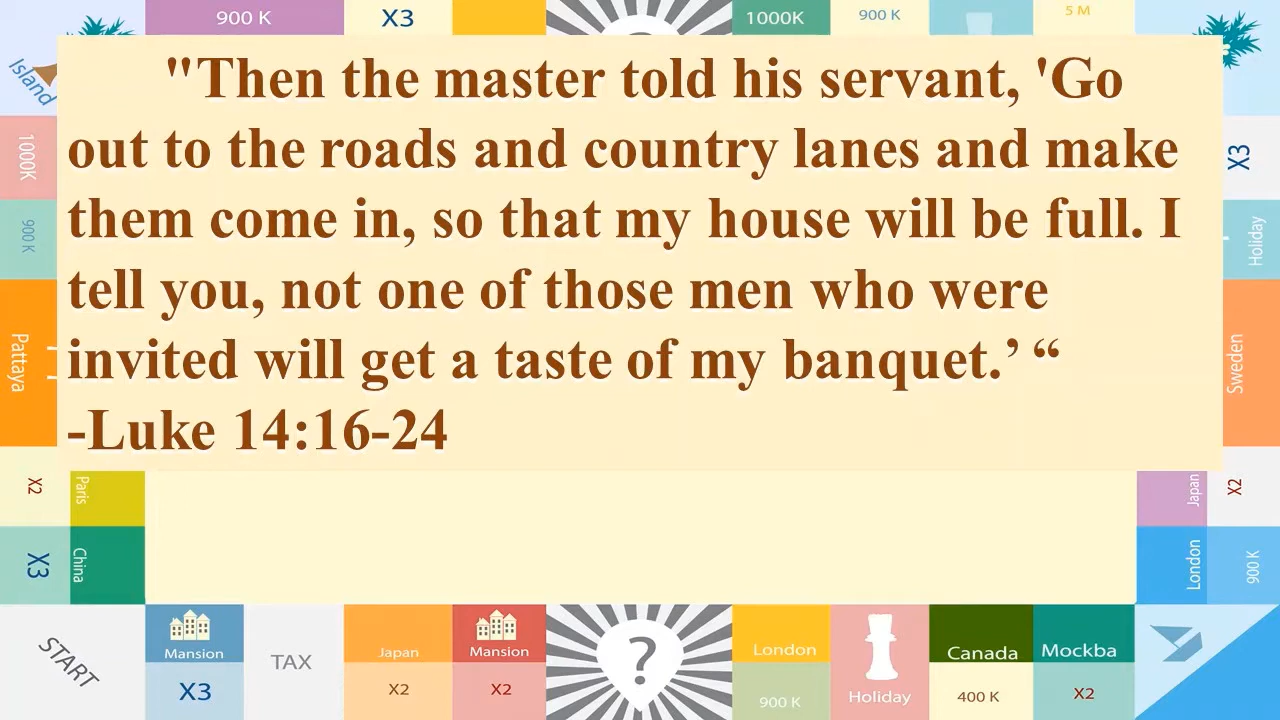 900 K
X3
1000K
900 K
5 M
Island
"Then the master told his servant, 'Go
out to the roads and country lanes and make
them come in, so that my house will be full. I
tell you, not one of those men who were
invited will get a taste of my banquet.’ “
-Luke 14:16-24
1000K
900 K
Pattaya
X2
X3
Paris
China
X3
Holiday
Sweden
X2
900 K
Japan
London
START
Mansion
X3
TAX
Japan
X2
Mansion
X2
?
London
900 K
Holiday
Canada
400 K
Mockba
X2